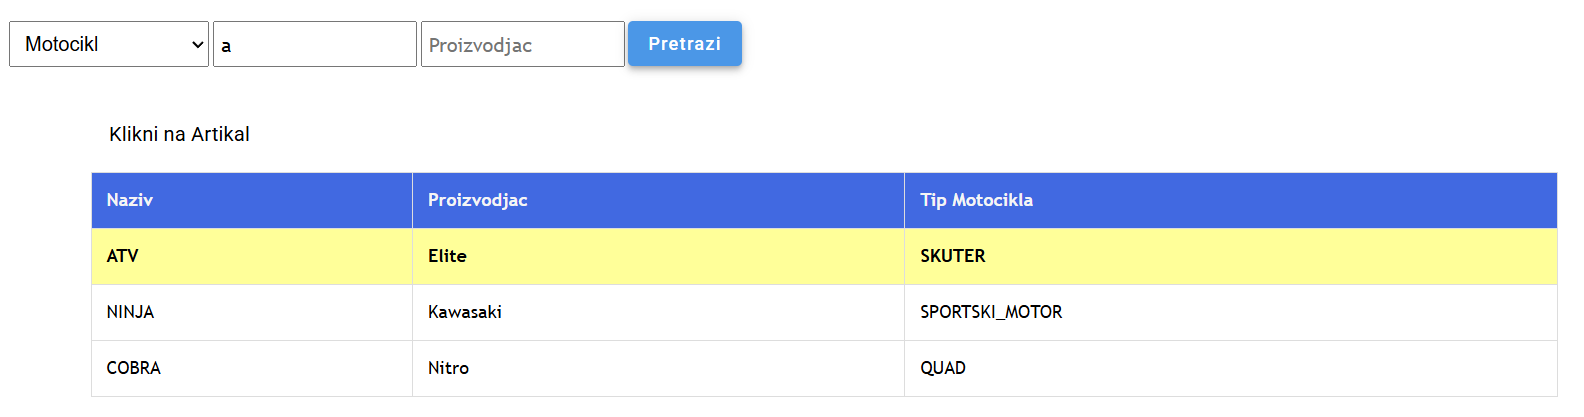 Motocikl a Proizvodjac Pretrazi
Klikni na Artikal
Naziv Proizvodjac Tip Motocikla
ATV Elite SKUTER
NINJA Kawasaki SPORTSKI_MOTOR
COBRA Nitro QUAD